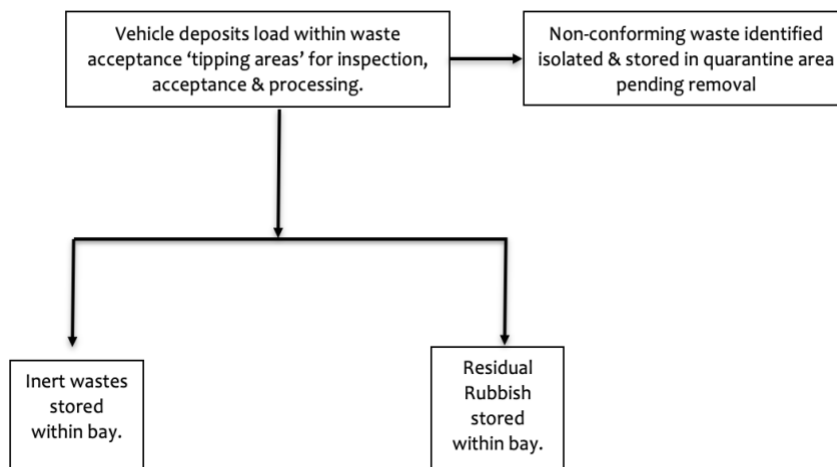 Vehicle deposits load within waste
acceptance ‘tipping areas’ for inspection,
acceptance & processing.
Non-conforming waste identified
isolated & stored in quarantine area
pending removal
Inert wastes
stored
within bay.
Residual
Rubbish
stored
within bay.